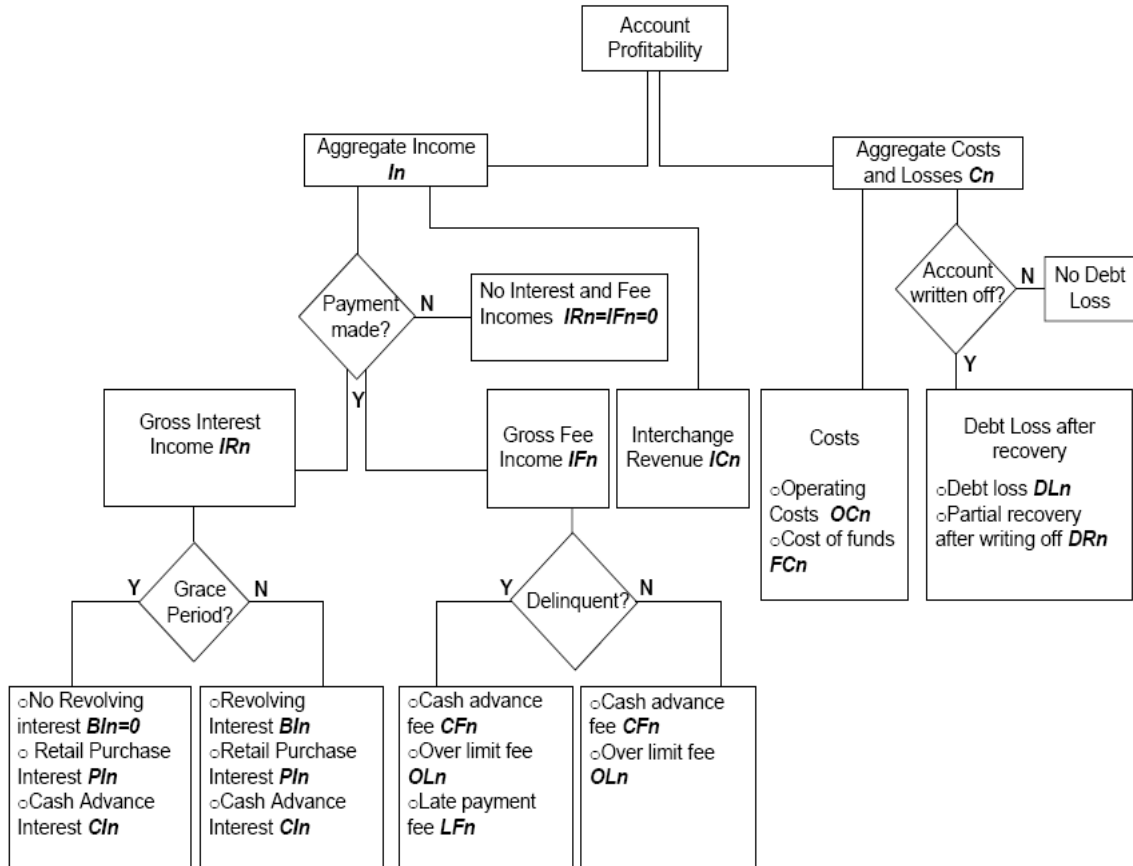 Account
Profitability
Aggregate Income
In
Aggregate Costs
and Losses Cn
Payment
made?
N
No Interest and Fee
Incomes IRn=IFn=0
Account
written off?
N
No Debt
Loss
Y
Y
Gross Interest
Income IRn
Gross Fee
Income IFn
Interchange
Revenue ICn
Costs
○Operating
Costs OCn
○Cost of funds
FCn
Debt Loss after
recovery
○Debt loss DLn
○Partial recovery
after writing off DRn
Y
Grace
Period?
N
Y
Delinquent?
N
○No Revolving
interest BIn=0
○ Retail Purchase
Interest PIn
○Cash Advance
Interest CIn
○Revolving
Interest BIn
○Retail Purchase
Interest PIn
○Cash Advance
Interest CIn
○Cash advance
fee CFn
○Over limit fee
OLn
○Late payment
fee LFn
○Cash advance
fee CFn
○Over limit fee
OLn